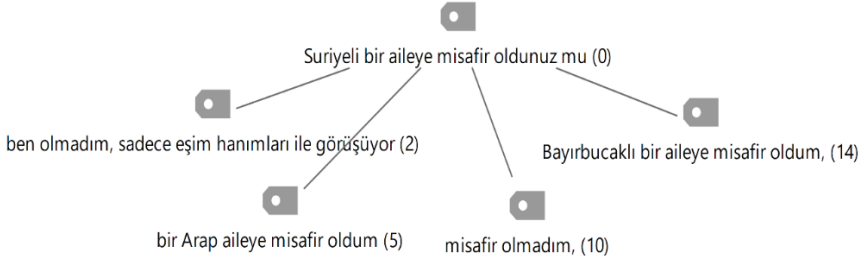 Suriyeli bir aileye misafir oldunuz mu (0)
ben olmadım, sadece eşim hanımları ile görüşüyor (2)
Bayırbucaklı bir aileye misafir oldum, (14)
bir Arap aileye misafir oldum (5)
misafir olmadım, (10)